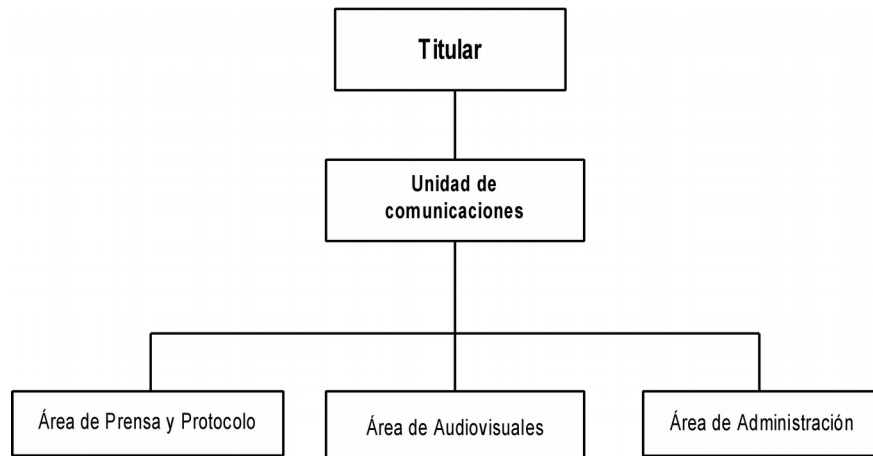 Titular
Unidad de
comunicaciones
Área de Prensa y Protocolo
Área de Audiovisuales
Área de Administración